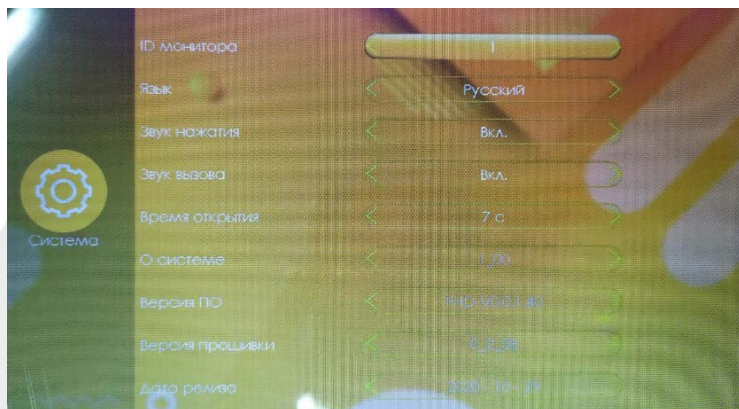 ID монитора 1
Язык Русский
Звук нажатия Вкл.
Звук вызова Вкл.
Время открытия 7 с
Система
О системе
Версия ПО
Версия прошивки
Дата релиза